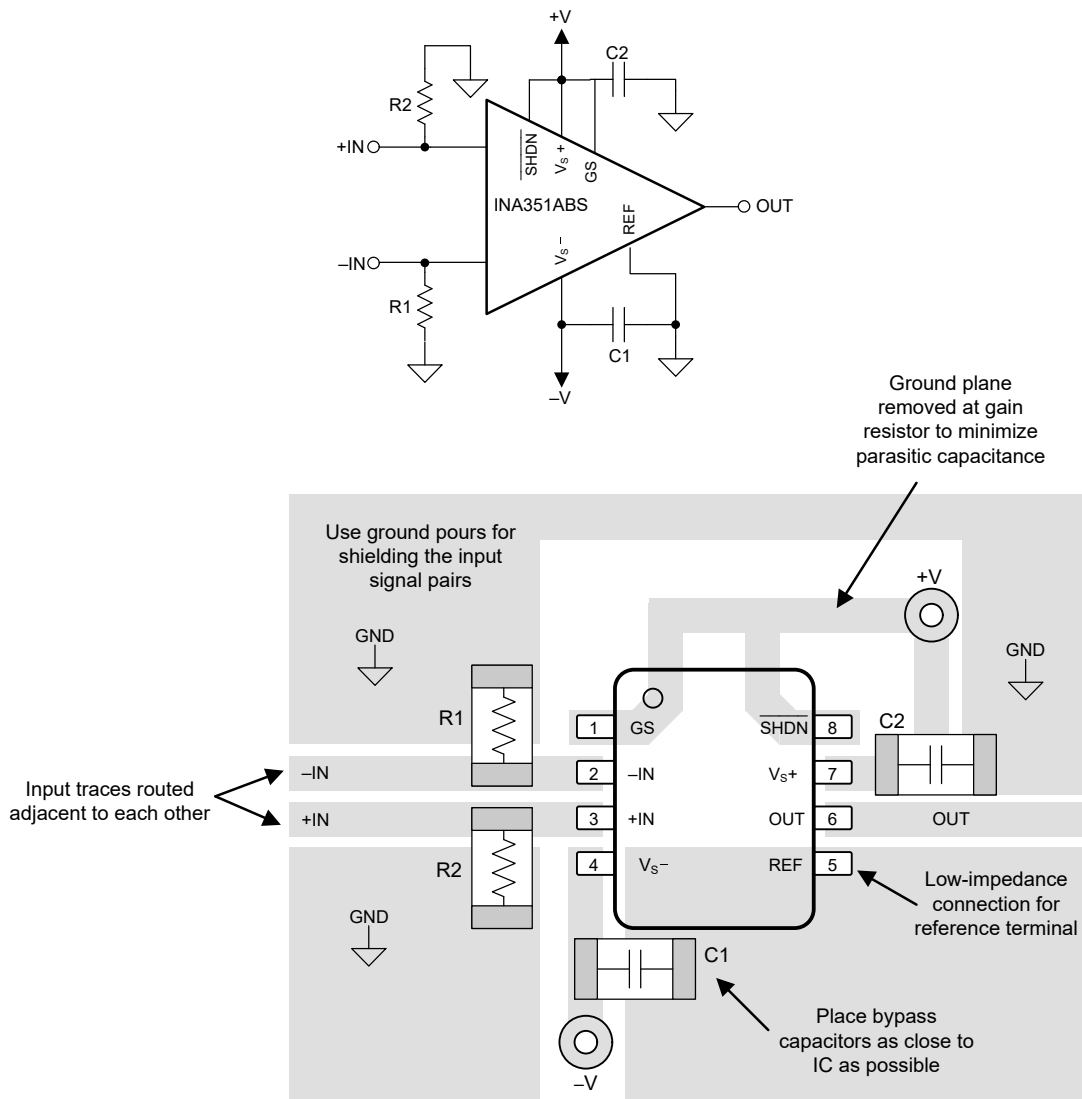 +V
C2
R2
+IN
SHDN
VS +
GS
INA351ABS
REF
OUT
VS –
–IN
R1
C1
–V
Ground plane
removed at gain
resistor to minimize
parasitic capacitance
Use ground pours for
shielding the input
signal pairs
+V
GND
GND
R1
C2
1
GS
SHDN
8
Input traces routed
adjacent to each other
–IN
2
–IN
VS+
7
+IN
3
+IN
OUT
6
OUT
R2
4
VS–
REF
5
Low-impedance
connection for
reference terminal
GND
C1
Place bypass
capacitors as close to
IC as possible
–V